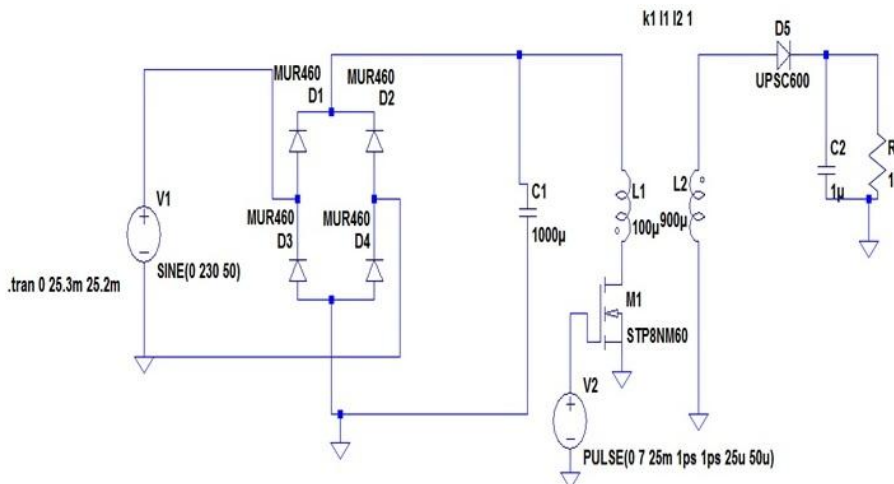 k1 l1 l2 1
D5
UPSC600
MUR460
D1
MUR460
D2
V1
MUR460
D3
MUR460
D4
C1
1000µ
L1
100µ
L2
900µ
C2
1µ
R
1
.tran 0 25.3m 25.2m
SINE(0 230 50)
M1
STP8NM60
V2
PULSE(0 7 25m 1ps 1ps 25u 50u)